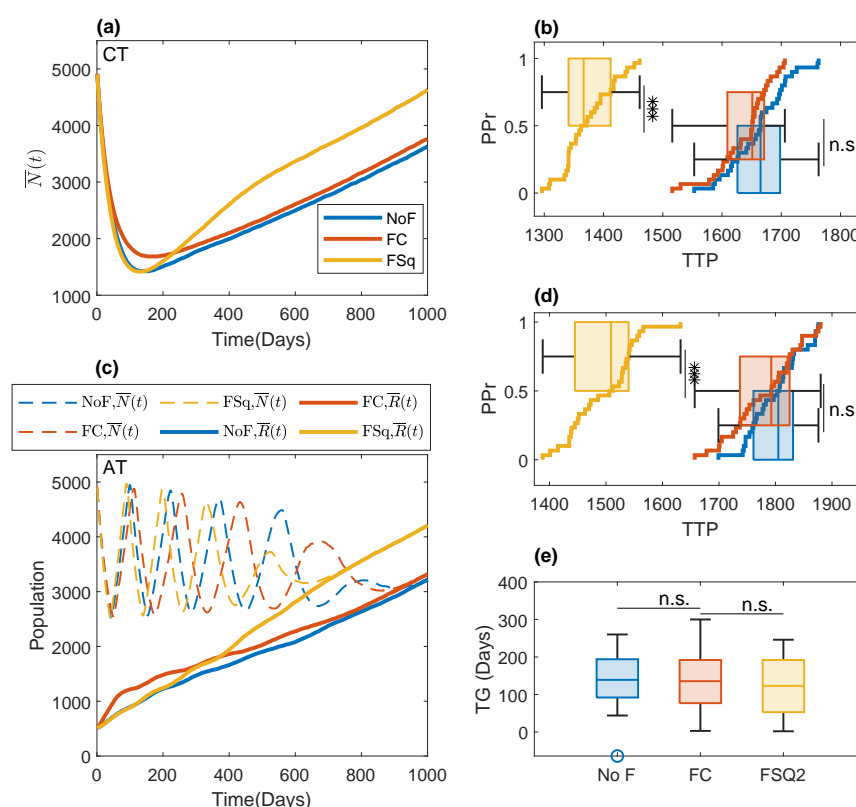 (a)
CT
5000
4000
3000
2000
1000
N̅(t)
NoF
FC
FSq
0 200 400 600 800 1000
Time(Days)
(b)
1
0.5
0
PPr
***
n.s
1300 1400 1500 1600 1700 1800
TTP
(c)
NoF,N̅(t) FSq,N̅(t) FC,R̅(t)
FC,N̅(t) NoF,R̅(t) FSq,R̅(t)
AT
5000
4000
3000
2000
1000
0
Population
0 200 400 600 800 1000
Time(Days)
(d)
1
0.5
0
PPr
***
n.s
1400 1500 1600 1700 1800 1900
TTP
(e)
400
300
200
100
0
TG (Days)
n.s.
n.s.
No F FC FSQ2